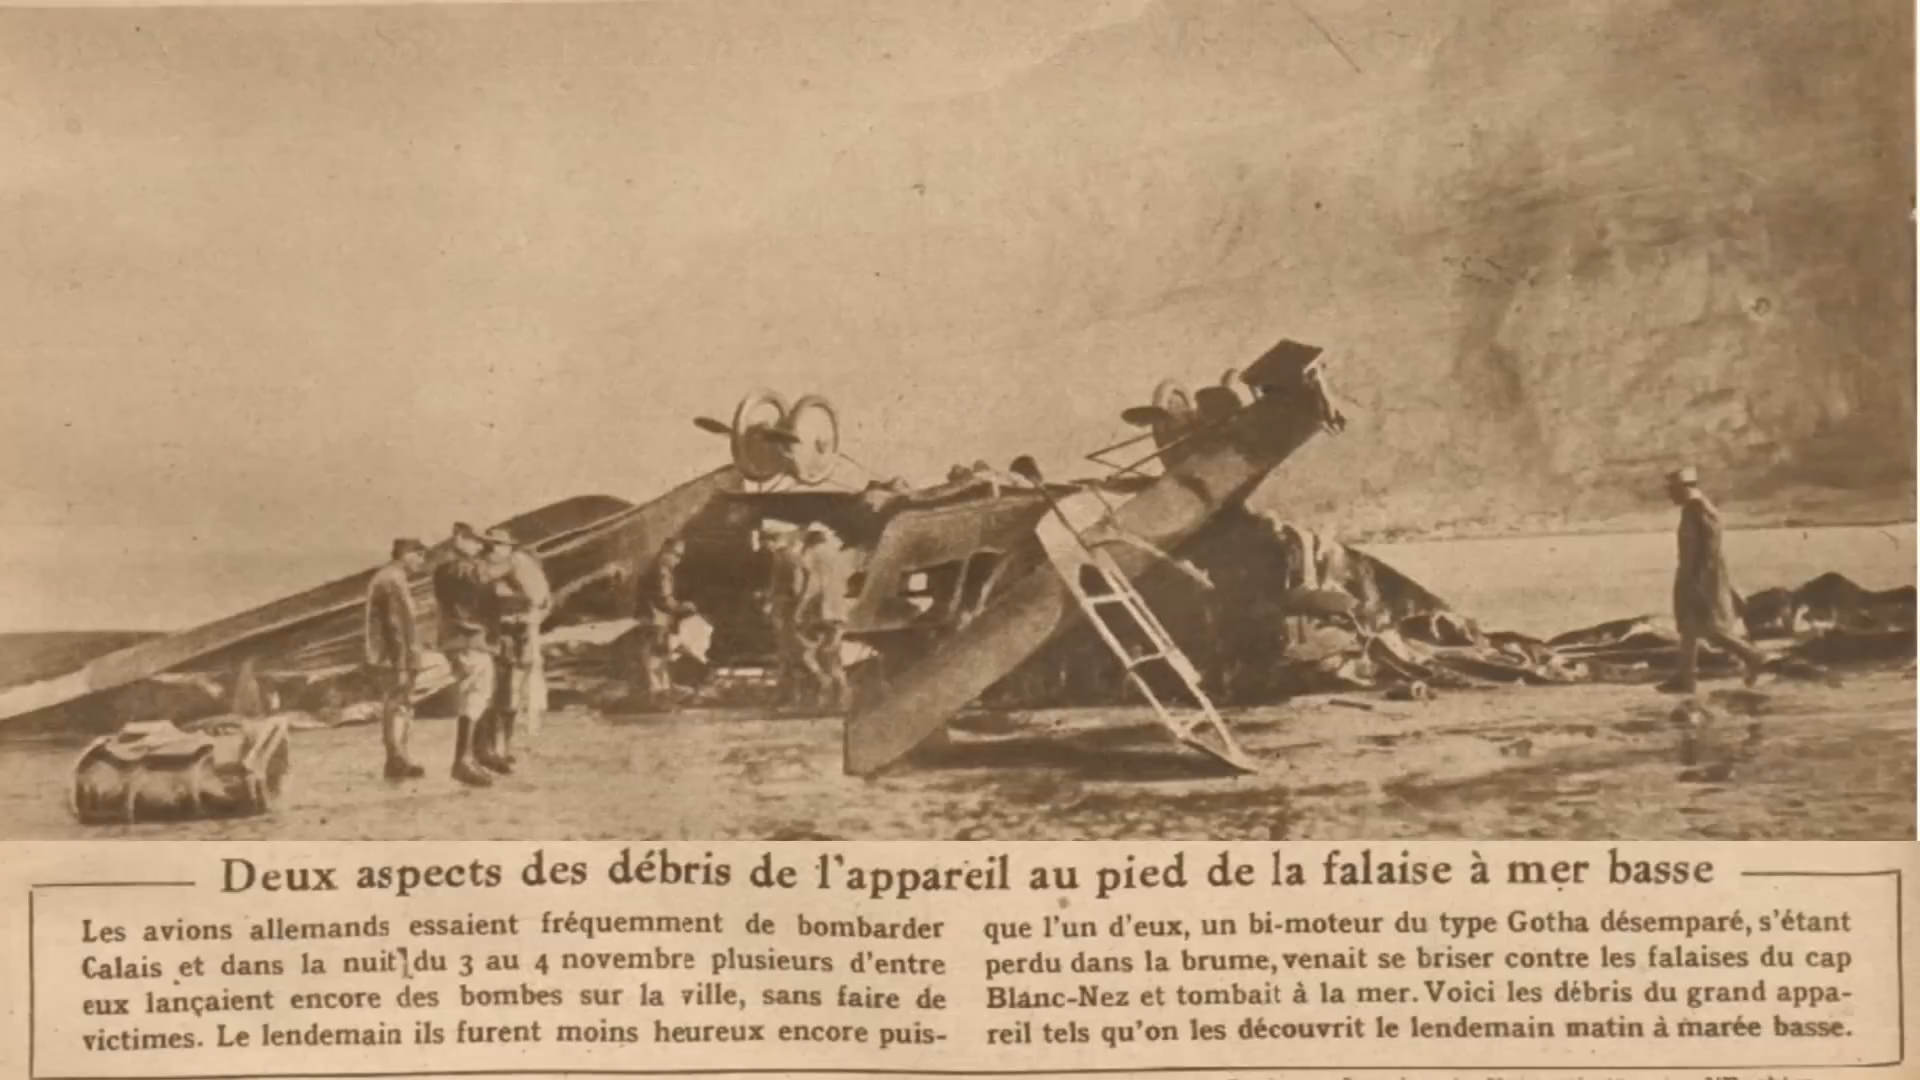 Deux aspects des débris de l'appareil au pied de la falaise à mer basse
Les avions allemands essaient fréquemment de bombarder
Calais et dans la nuit du 3 au 4 novembre plusieurs d'entre
eux lançaient encore des bombes sur la ville, sans faire de
victimes. Le lendemain ils furent moins heureux encore puis-
que l'un d'eux, un bi-moteur du type Gotha désemparé, s'étant
perdu dans la brume, venait se briser contre les falaises du cap
Blanc-Nez et tombait à la mer. Voici les débris du grand appa-
reil tels qu'on les découvrit le lendemain matin à marée basse.